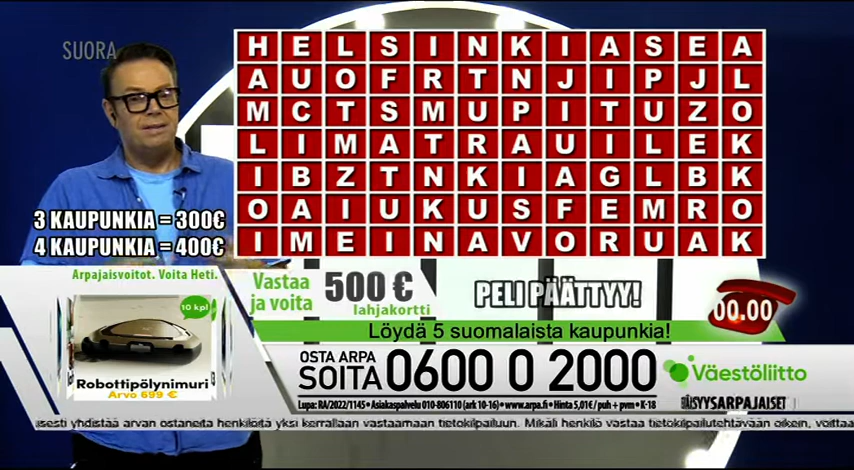 SUORA
H E L S I N K I A S E A
A U O F R T N J I P J L
M C T S M U P I T U Z O
L I M A T R A U I L E K
I B Z T N K I A G L B K
O A I U K U S F E M R O
I M E I N A V O R U A K
3 KAUPUNKIA = 300€
4 KAUPUNKIA = 400€
Arpajaisvoitot. Voita Heti.
10 kpl
Robottipölynimuri
Arvo 699 €
Vastaa ja voita
500 €
lahjakortti
PELI PÄÄTTYY!
00.00
Löydä 5 suomalaista kaupunkia!
OSTA ARPA
SOITA 0600 0 2000
Väestöliitto
Lupa: RA/2022/1145 • Asiakaspalvelu 010-806110 (ark 10-16) • www.arpa.fi • Hinta 5,01€ / puh + pvm • K-18
yhdistää arvan ostaneita henkilöitä yksi kerrallaan vastaamaan tietokilpailuun. Mikäli henkilö vastaa tietokilpailutehtävään oikein,